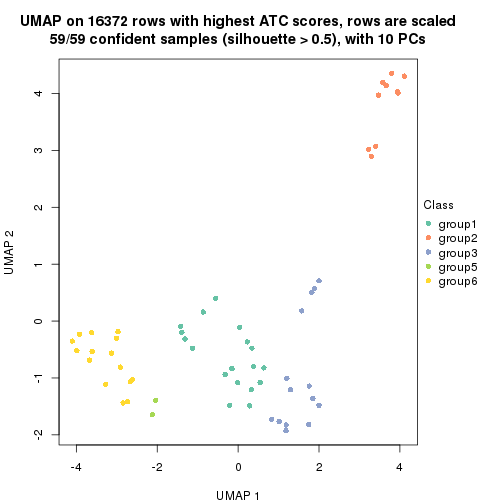 UMAP on 16372 rows with highest ATC scores, rows are scaled
59/59 confident samples (silhouette > 0.5), with 10 PCs
UMAP 2
4
3
2
1
0
-1
-2
-4
-2
0
2
4
UMAP 1
Class
group1
group2
group3
group5
group6